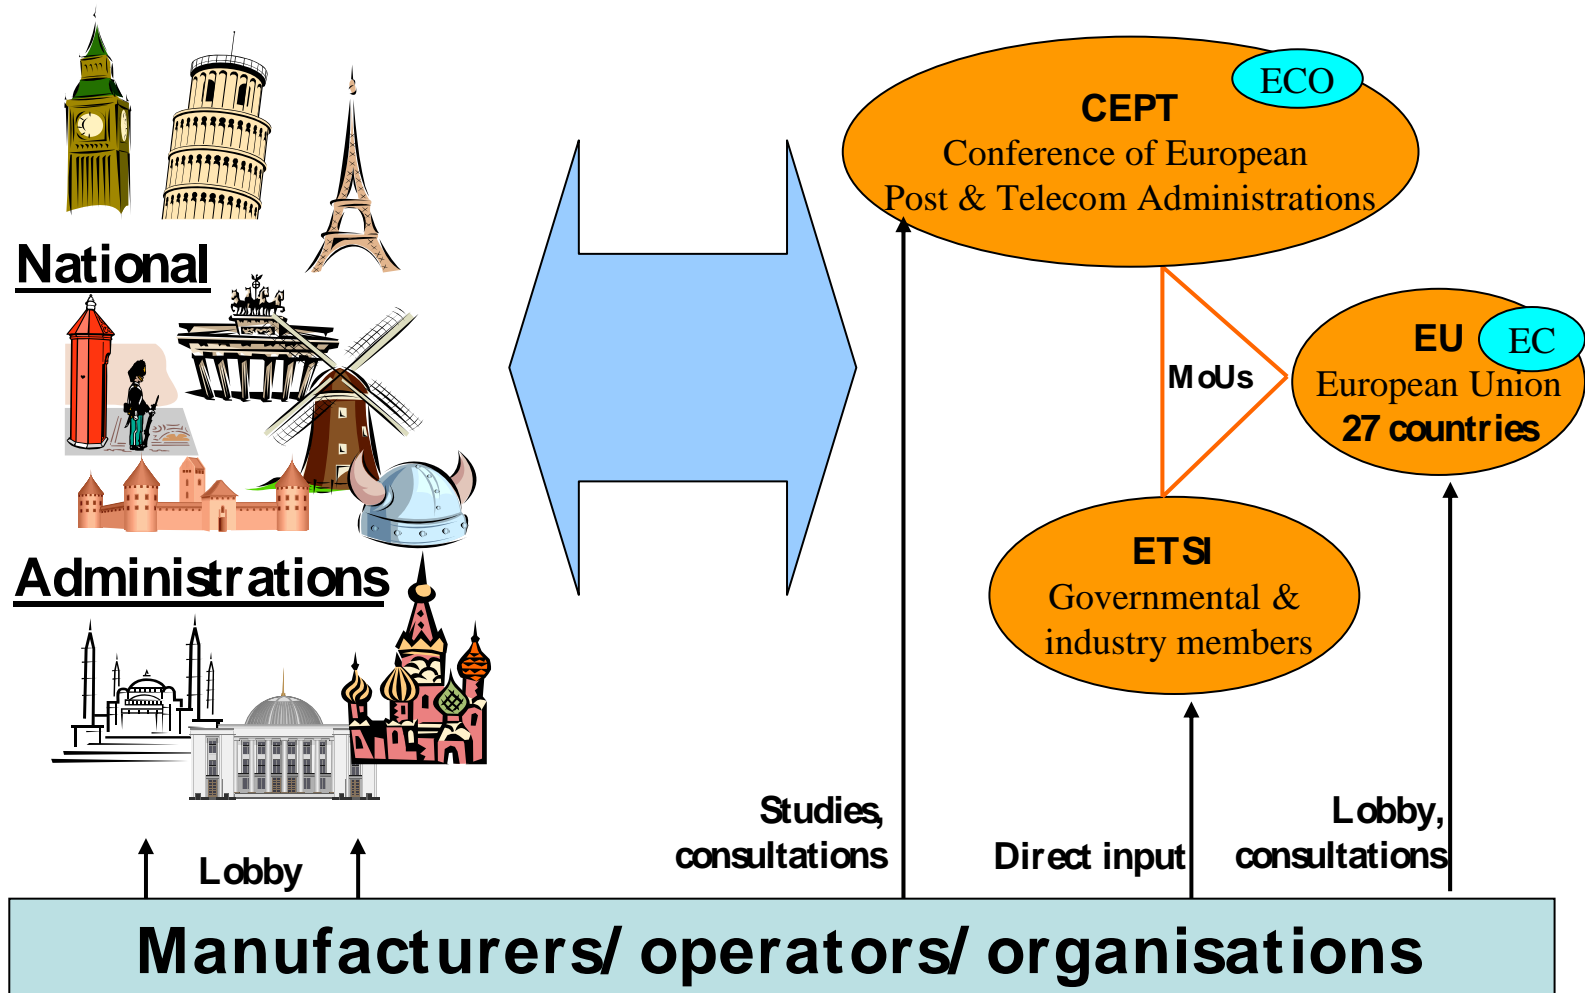 National
Administrations
Lobby
ECO
CEPT
Conference of European
Post & Telecom Administrations
MoUs
EU
EC
European Union
27 countries
ETSI
Governmental &
industry members
Studies,
consultations
Direct input
Lobby,
consultations
Manufacturers/ operators/ organisations